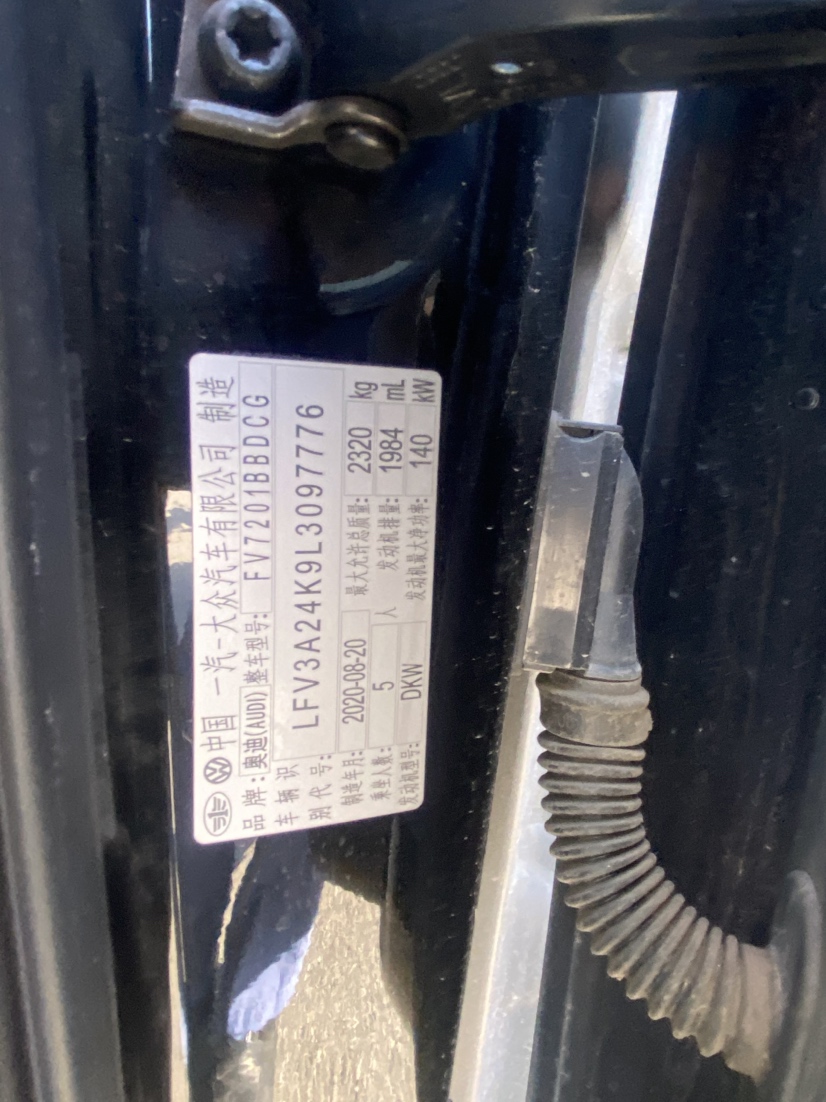 中国 一汽-大众汽车有限公司 制造
品牌:奥迪(AUDI) 整车型号: FV7201BBDCG
车辆识别代号: LFV3A24K9L3097776
制造年月: 2020-08-20 最大允许总质量: 2320 kg
乘坐人数: 5 人 发动机排量: 1984 mL
发动机型号: DKW 发动机最大净功率: 140 kW